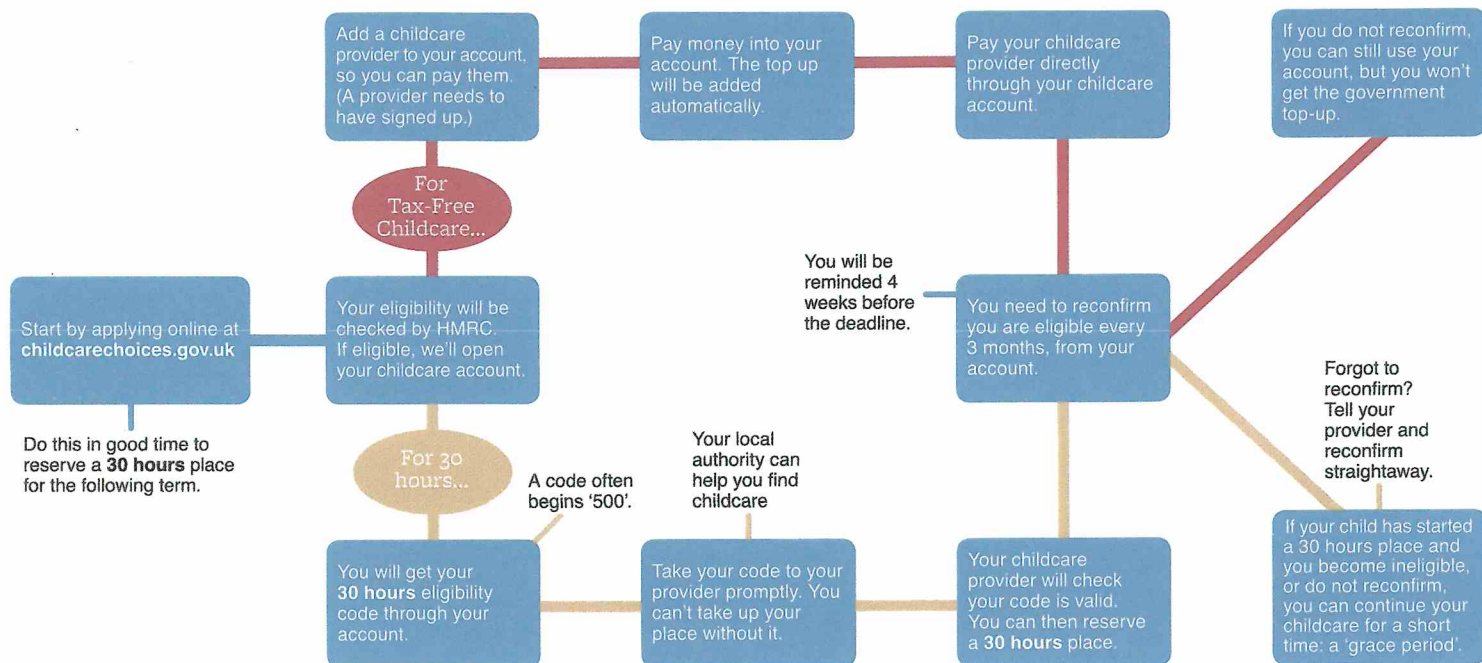 Add a childcare
provider to your account,
so you can pay them.
(A provider needs to
have signed up.)
Pay money into your
account. The top up
will be added
automatically.
Pay your childcare
provider directly
through your childcare
account.
If you do not reconfirm,
you can still use your
account, but you won't
get the government
top-up.
For
Tax-Free
Childcare...
Start by applying online at
childcarechoices.gov.uk
Do this in good time to
reserve a 30 hours place
for the following term.
Your eligibility will be
checked by HMRC.
If eligible, we'll open
your childcare account.
You will be
reminded 4
weeks before
the deadline.
You need to reconfirm
you are eligible every
3 months, from your
account.
For 30
hours...
A code often
begins '500'.
Your local
authority can
help you find
childcare
Forgot to
reconfirm?
Tell your
provider and
reconfirm
straightaway.
You will get your
30 hours eligibility
code through your
account.
Take your code to your
provider promptly. You
can't take up your
place without it.
Your childcare
provider will check
your code is valid.
You can then reserve
a 30 hours place.
If your child has started
a 30 hours place and
you become ineligible,
or do not reconfirm,
you can continue your
childcare for a short
time: a 'grace period'.